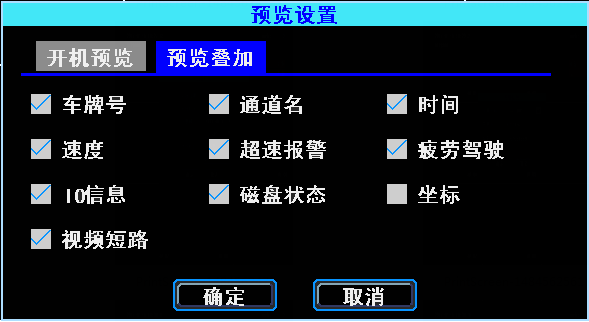 预览设置
开机预览 预览叠加
车牌号 通道名 时间
速度 超速报警 疲劳驾驶
IO信息 磁盘状态 坐标
视频短路
确定 取消